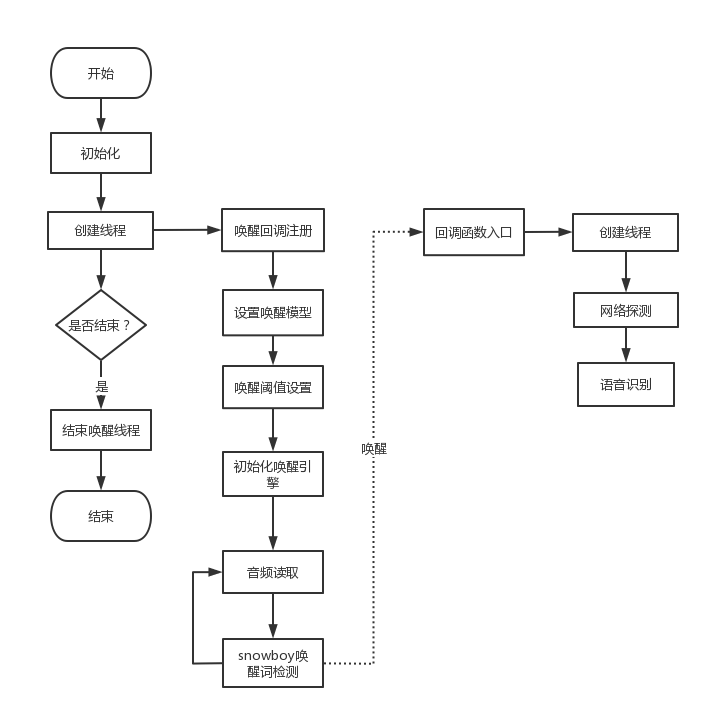 开始
初始化
创建线程
是否结束？
是
结束唤醒线程
结束
唤醒回调注册
设置唤醒模型
唤醒阈值设置
初始化唤醒引
擎
音频读取
snowboy唤
醒词检测
唤醒
回调函数入口
创建线程
网络探测
语音识别